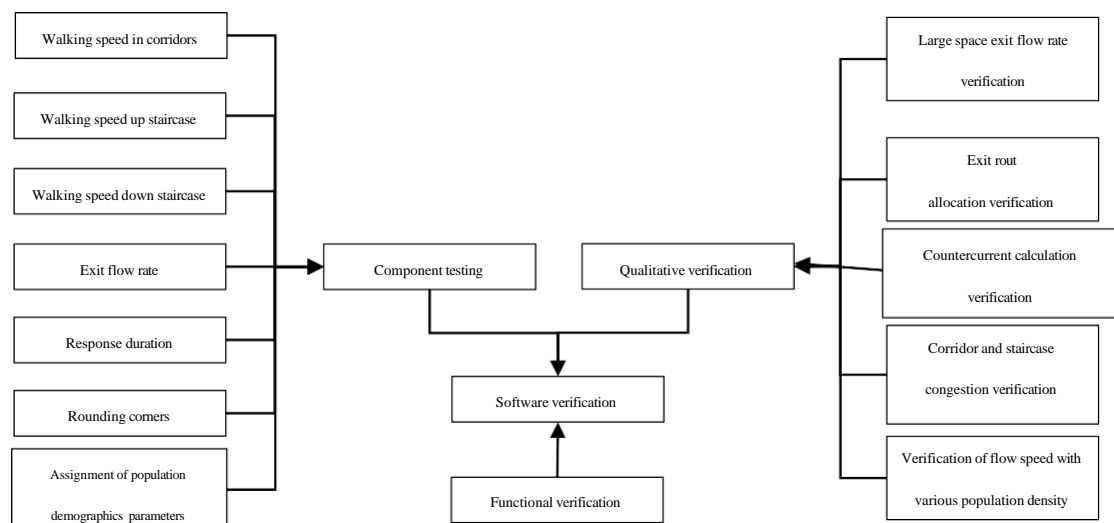 Walking speed in corridors
Walking speed up staircase
Walking speed down staircase
Exit flow rate
Response duration
Rounding corners
Assignment of population
demographics parameters
Component testing
Qualitative verification
Software verification
Functional verification
Large space exit flow rate
verification
Exit rout
allocation verification
Countercurrent calculation
verification
Corridor and staircase
congestion verification
Verification of flow speed with
various population density